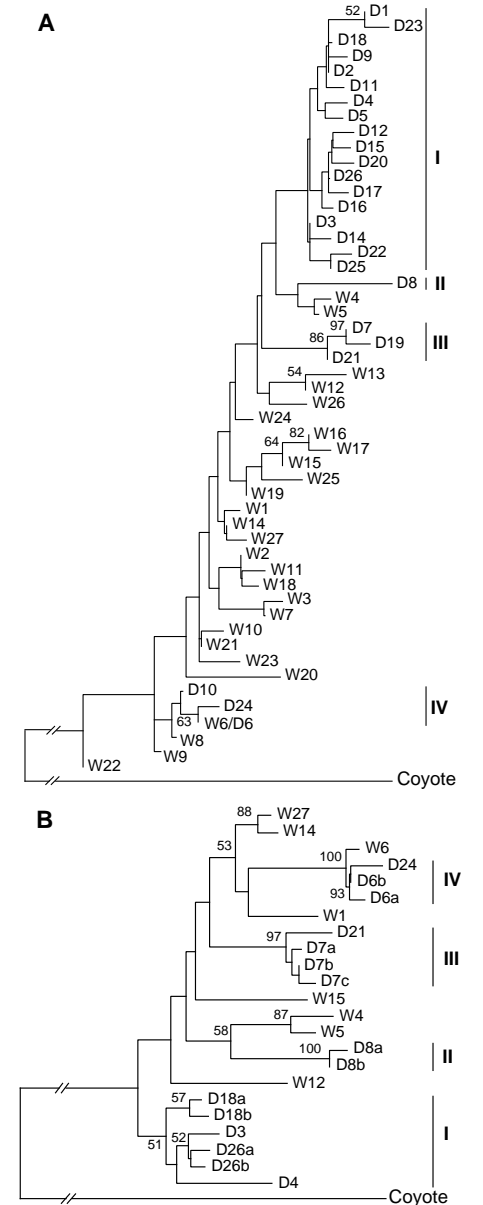 A
52
D1
D23
D18
D9
D2
D11
D4
D5
D12
D15
I
D20
D26
D17
D16
D3
D14
D22
D25
D8
II
W4
W5
97
D7
86
D19
III
D21
54
W13
W12
W26
W24
82
W16
64
W17
W15
W25
W19
W1
W14
W27
W2
W11
W18
W3
W7
W10
W21
W23
W20
D10
D24
IV
63
W6/D6
W8
W9
W22
Coyote
B
88
W27
W14
53
W6
100
D24
D6b
IV
93
D6a
W1
97
D21
D7a
III
D7b
D7c
W15
87
W4
58
W5
100
D8a
II
D8b
W12
57
D18a
D18b
51
52
D3
I
D26a
D26b
D4
Coyote